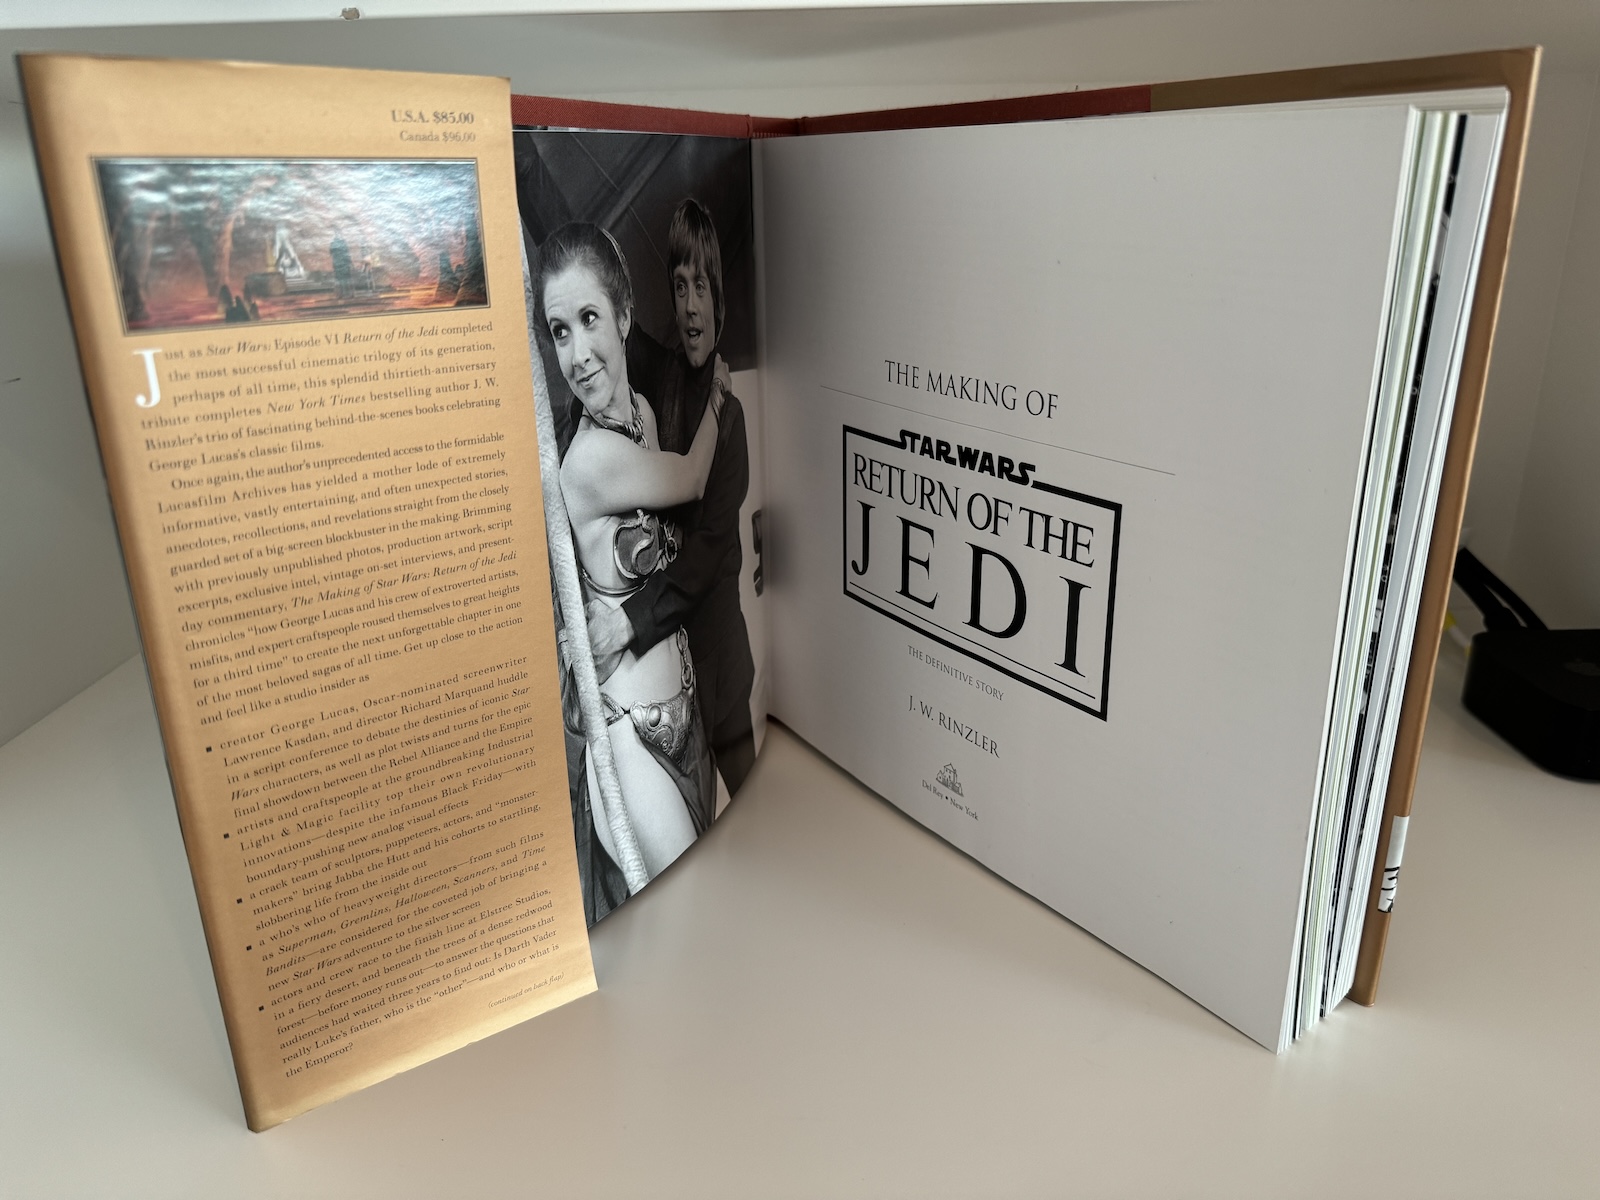 U.S.A. $85.00
Canada $96.00
Just as Star Wars: Episode VI Return of the Jedi completed
the most successful cinematic trilogy of its generation,
perhaps of all time, this splendid thirtieth-anniversary
tribute completes New York Times bestselling author J. W.
Rinzler's trio of fascinating behind-the-scenes books celebrating
George Lucas's classic films.
Once again, the author's unprecedented access to the formidable
Lucasfilm Archives has yielded a mother lode of extremely
informative, vastly entertaining, and often unexpected stories,
anecdotes, recollections, and revelations straight from the closely
guarded set of a big-screen blockbuster in the making. Brimming
with previously unpublished photos, production artwork, script
excerpts, exclusive intel, vintage on-set interviews, and present-
day commentary, The Making of Star Wars: Return of the Jedi
chronicles "how George Lucas and his crew of extroverted artists,
misfits, and expert craftspeople roused themselves to great heights
for a third time" to create the next unforgettable chapter in one
of the most beloved sagas of all time. Get up close to the action
and feel like a studio insider as
▪ creator George Lucas, Oscar-nominated screenwriter
Lawrence Kasdan, and director Richard Marquand huddle
in a script conference to debate the destinies of iconic Star
Wars characters, as well as plot twists and turns for the epic
final showdown between the Rebel Alliance and the Empire
▪ artists and craftspeople at the groundbreaking Industrial
Light & Magic facility top their own revolutionary
innovations—despite the infamous Black Friday—with
boundary-pushing new analog visual effects
▪ a crack team of sculptors, puppeteers, actors, and "monster-
makers" bring Jabba the Hutt and his cohorts to startling,
slobbering life from the inside out
▪ a who's who of heavyweight directors—from such films
as Superman, Gremlins, Halloween, Scanners, and Time
Bandits—are considered for the coveted job of bringing a
new Star Wars adventure to the silver screen
▪ actors and crew race to the finish line at Elstree Studios,
in a fiery desert, and beneath the trees of a dense redwood
forest—before money runs out—to answer the questions that
audiences had waited three years to find out: Is Darth Vader
really Luke's father, who is the "other"—and who or what is
the Emperor?
(continued on back flap)
THE MAKING OF
STAR WARS
RETURN OF THE
JEDI
THE DEFINITIVE STORY
J. W. RINZLER
Del Rey • New York